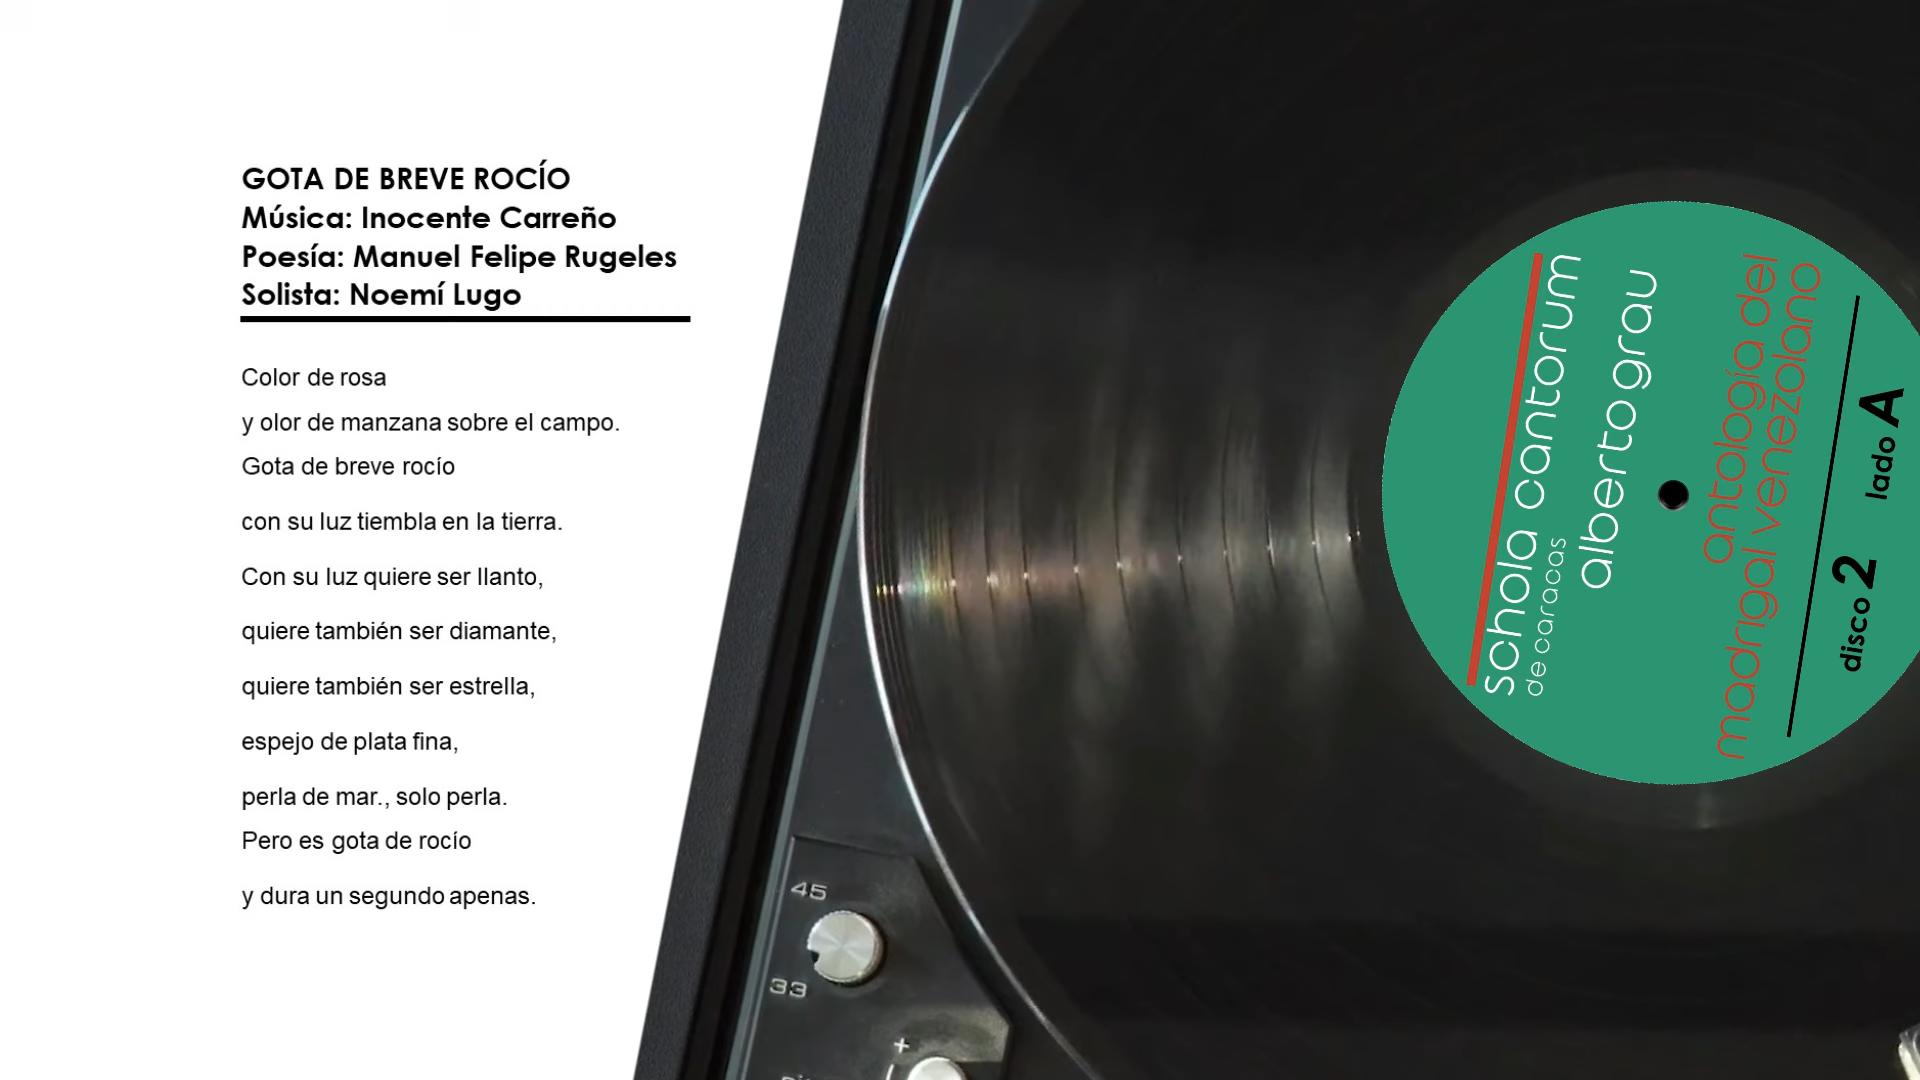 GOTA DE BREVE ROCÍO
Música: Inocente Carreño
Poesía: Manuel Felipe Rugeles
Solista: Noemí Lugo
Color de rosa
y olor de manzana sobre el campo.
Gota de breve rocío
con su luz tiembla en la tierra.
Con su luz quiere ser llanto,
quiere también ser diamante,
quiere también ser estrella,
espejo de plata fina,
perla de mar., solo perla.
Pero es gota de rocío
y dura un segundo apenas.
schola cantorum
de caracas
alberto grau
antología del
madrigal venezolano
disco 2 lado A
45
33
+